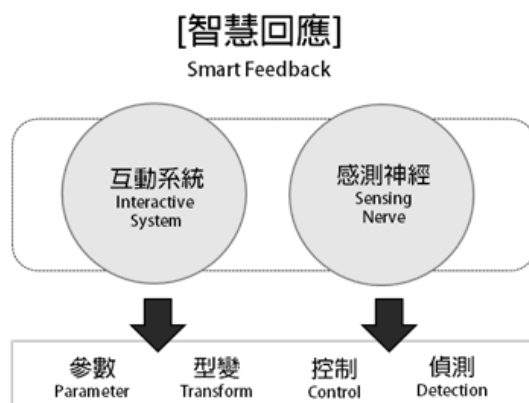 [智慧回應]
Smart Feedback
互動系統
Interactive
System
感測神經
Sensing
Nerve
參數 型變 控制 偵測
Parameter Transform Control Detection